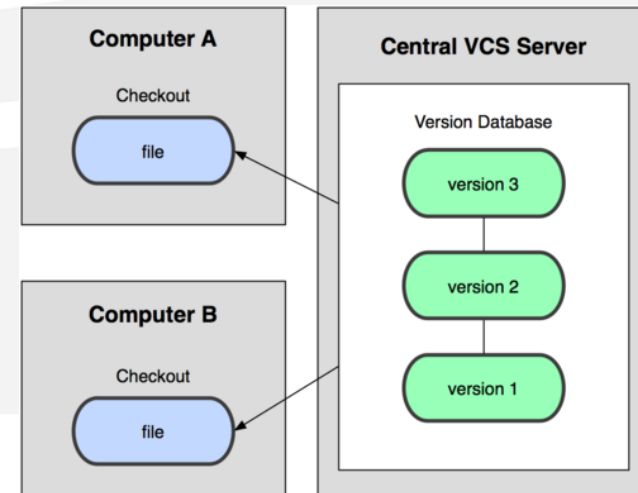 Computer A
Checkout
file
Central VCS Server
Version Database
version 3
version 2
version 1
Computer B
Checkout
file